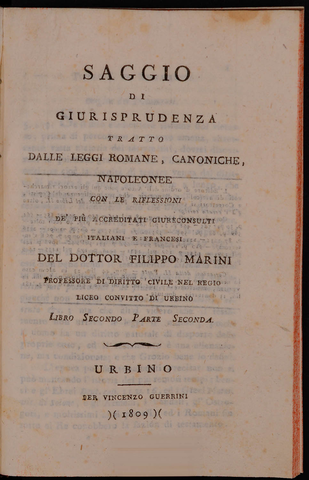 SAGGIO
DI
GIURISPRUDENZA
TRATTO
DALLE LEGGI ROMANE, CANONICHE,
NAPOLEONEE
CON LE RIFLESSIONI
DE' PIÙ ACCREDITATI GIURECONSULTI
ITALIANI E FRANCESI
DEL DOTTOR FILIPPO MARINI
PROFESSORE DI DIRITTO CIVILE NEL REGIO
LICEO CONVITTO DI URBINO
LIBRO SECONDO PARTE SECONDA.
URBINO
PER VINCENZO GUERRINI
)( 1809 )(